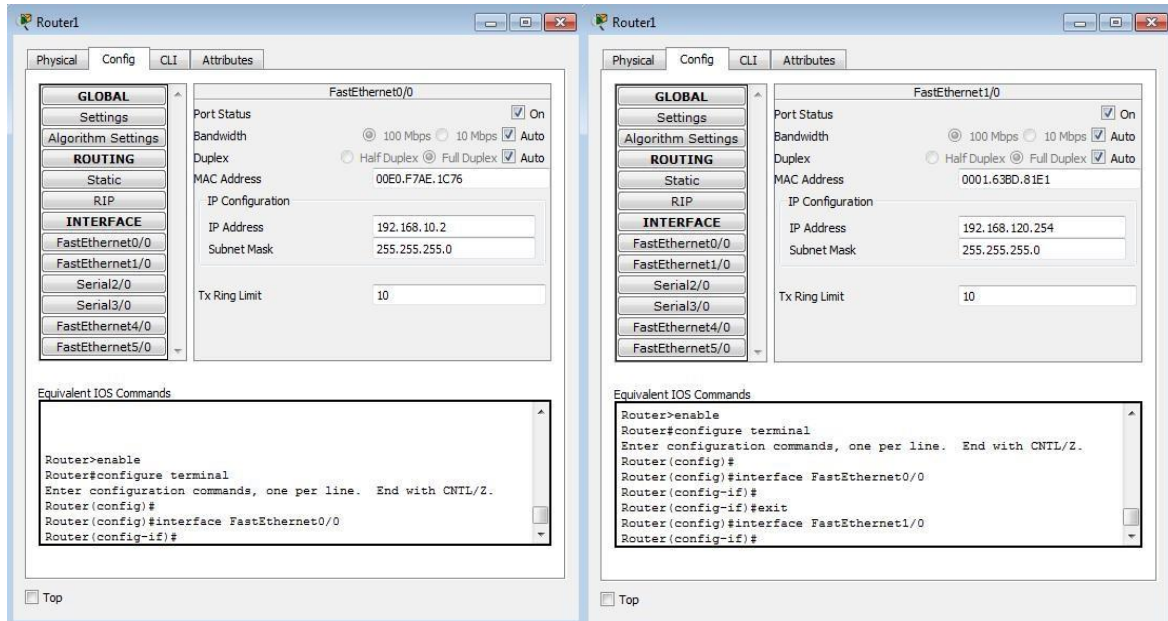 Router1
Physical Config CLI Attributes
GLOBAL
Settings
Algorithm Settings
ROUTING
Static
RIP
INTERFACE
FastEthernet0/0
FastEthernet1/0
Serial2/0
Serial3/0
FastEthernet4/0
FastEthernet5/0
FastEthernet0/0
Port Status On
Bandwidth 100 Mbps 10 Mbps Auto
Duplex Half Duplex Full Duplex Auto
MAC Address 00E0.F7AE.1C76
IP Configuration
IP Address 192.168.10.2
Subnet Mask 255.255.255.0
Tx Ring Limit 10
Equivalent IOS Commands
Router>enable
Router#configure terminal
Enter configuration commands, one per line. End with CNTL/Z.
Router(config)#
Router(config)#interface FastEthernet0/0
Router(config-if)#
Top
Router1
Physical Config CLI Attributes
GLOBAL
Settings
Algorithm Settings
ROUTING
Static
RIP
INTERFACE
FastEthernet0/0
FastEthernet1/0
Serial2/0
Serial3/0
FastEthernet4/0
FastEthernet5/0
FastEthernet1/0
Port Status On
Bandwidth 100 Mbps 10 Mbps Auto
Duplex Half Duplex Full Duplex Auto
MAC Address 0001.63BD.81E1
IP Configuration
IP Address 192.168.120.254
Subnet Mask 255.255.255.0
Tx Ring Limit 10
Equivalent IOS Commands
Router>enable
Router#configure terminal
Enter configuration commands, one per line. End with CNTL/Z.
Router(config)#
Router(config)#interface FastEthernet0/0
Router(config-if)#
Router(config-if)#exit
Router(config)#interface FastEthernet1/0
Router(config-if)#
Top